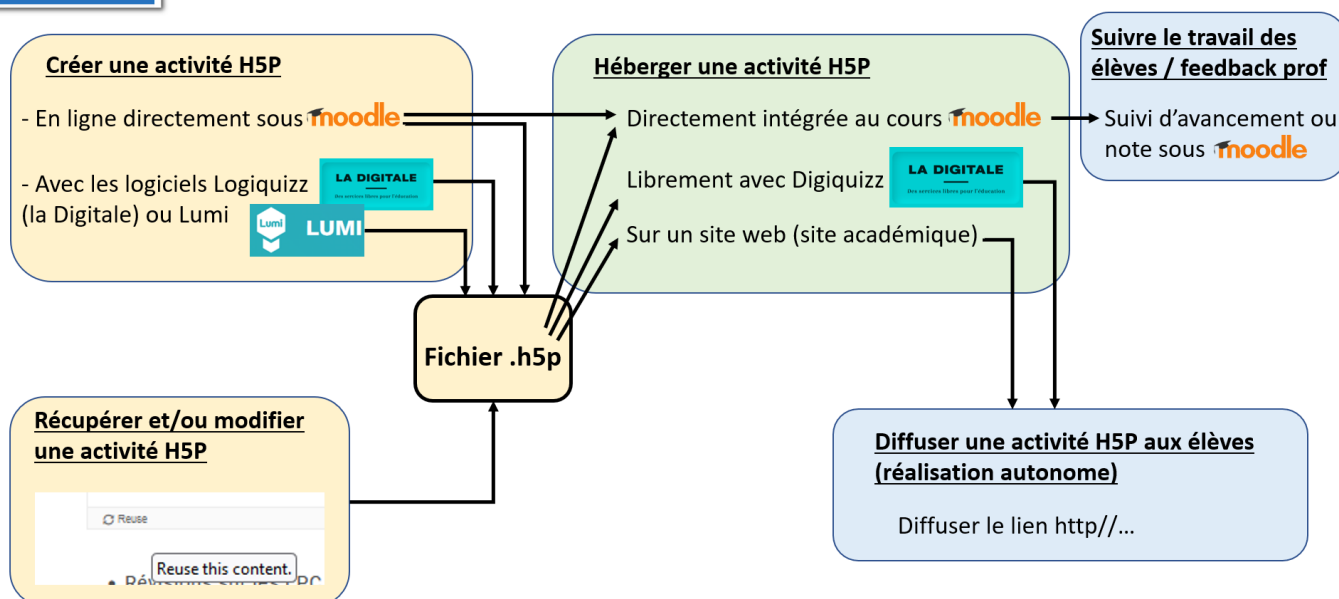 Créer une activité H5P
- En ligne directement sous moodle
- Avec les logiciels Logiquizz
(la Digitale) ou Lumi
LA DIGITALE
Des services libres pour l'éducation
Lumi
LUMI
Héberger une activité H5P
Directement intégrée au cours moodle
Librement avec Digiquizz
LA DIGITALE
Des services libres pour l'éducation
Sur un site web (site académique)
Suivre le travail des
élèves / feedback prof
Suivi d'avancement ou
note sous moodle
Fichier .h5p
Récupérer et/ou modifier
une activité H5P
Reuse
Reuse this content.
Diffuser une activité H5P aux élèves
(réalisation autonome)
Diffuser le lien http//...